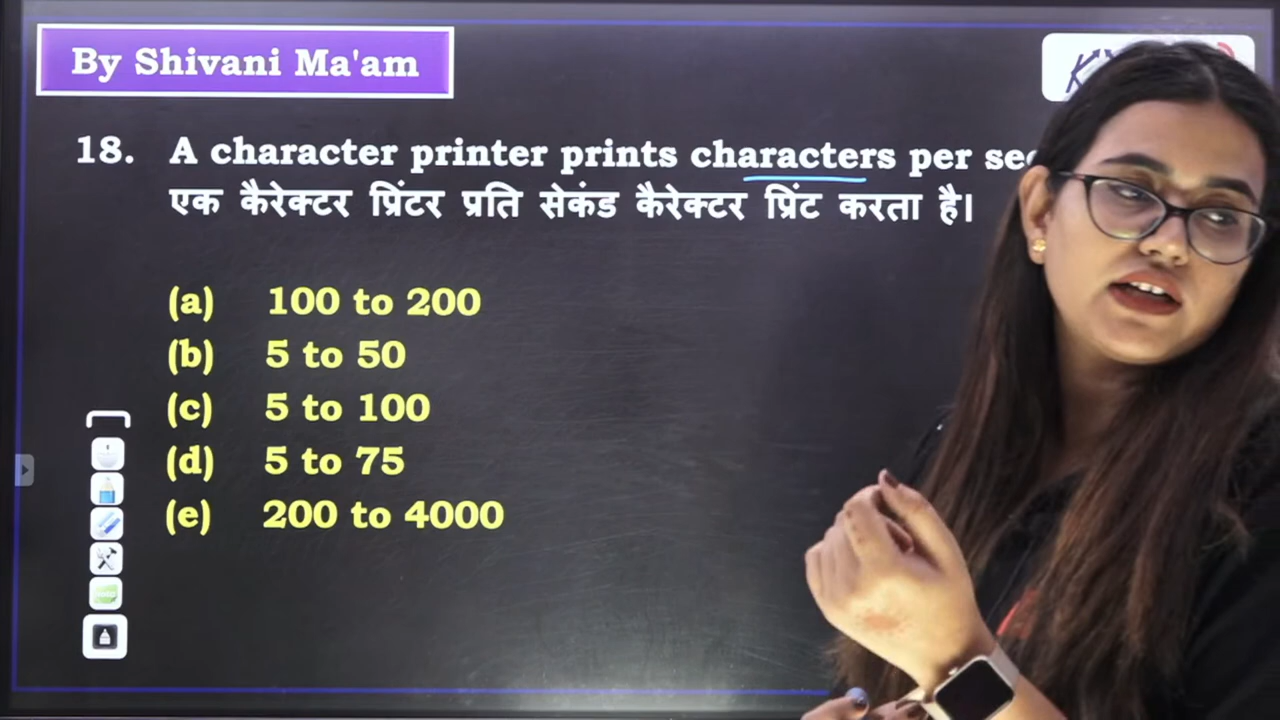 By Shivani Ma'am
18. A character printer prints characters per
एक कैरेक्टर प्रिंटर प्रति सेकंड कैरेक्टर प्रिंट करता है।
(a) 100 to 200
(b) 5 to 50
(c) 5 to 100
(d) 5 to 75
(e) 200 to 4000